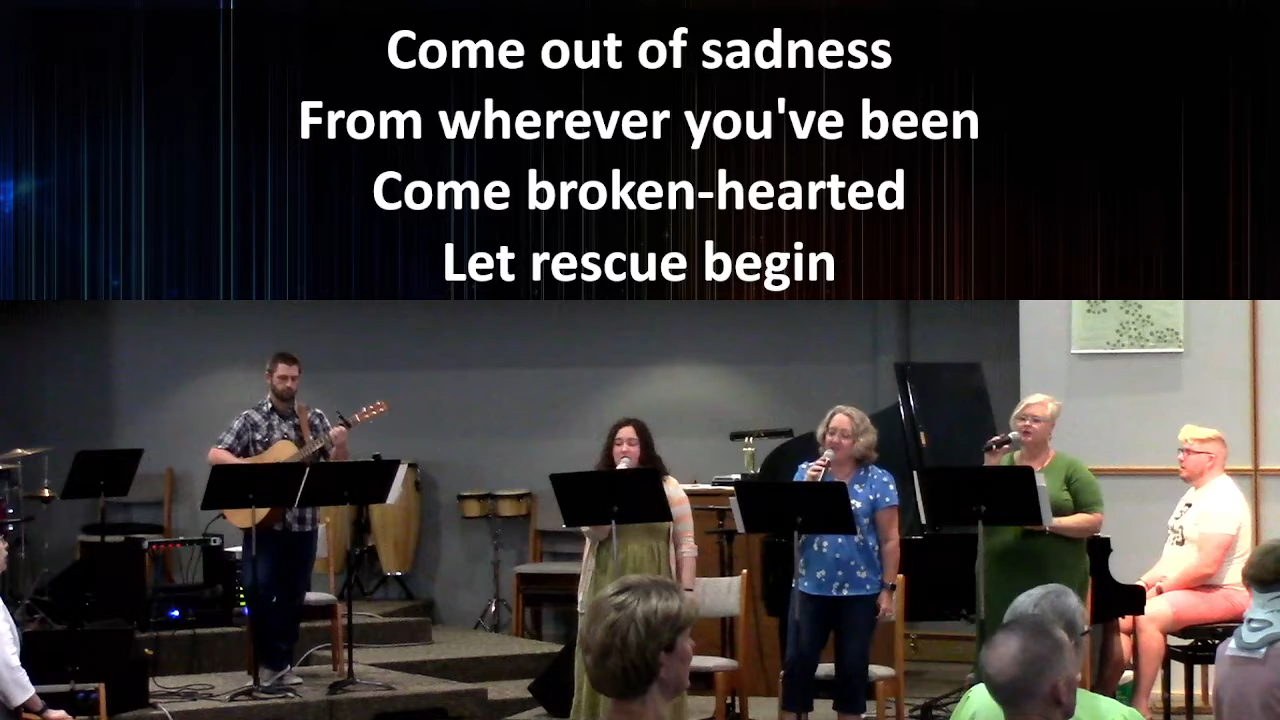 Come out of sadness
From wherever you've been
Come broken-hearted
Let rescue begin